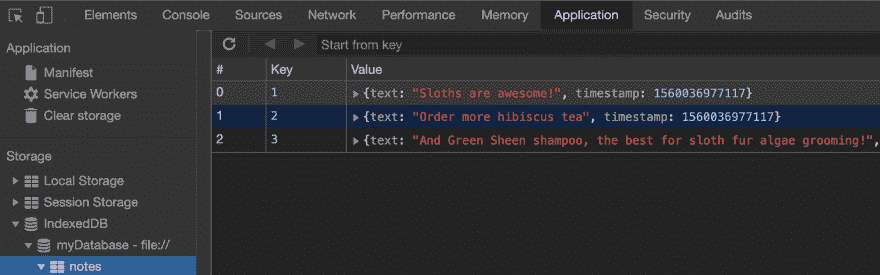 Elements Console Sources Network Performance Memory Application Security Audits
Application
Manifest
Service Workers
Clear storage
Storage
Local Storage
Session Storage
IndexedDB
myDatabase - file://
notes
Start from key
# Key Value
0 1 {text: "Sloths are awesome!", timestamp: 1560036977117}
1 2 {text: "Order more hibiscus tea", timestamp: 1560036977117}
2 3 {text: "And Green Sheen shampoo, the best for sloth fur algae grooming!",